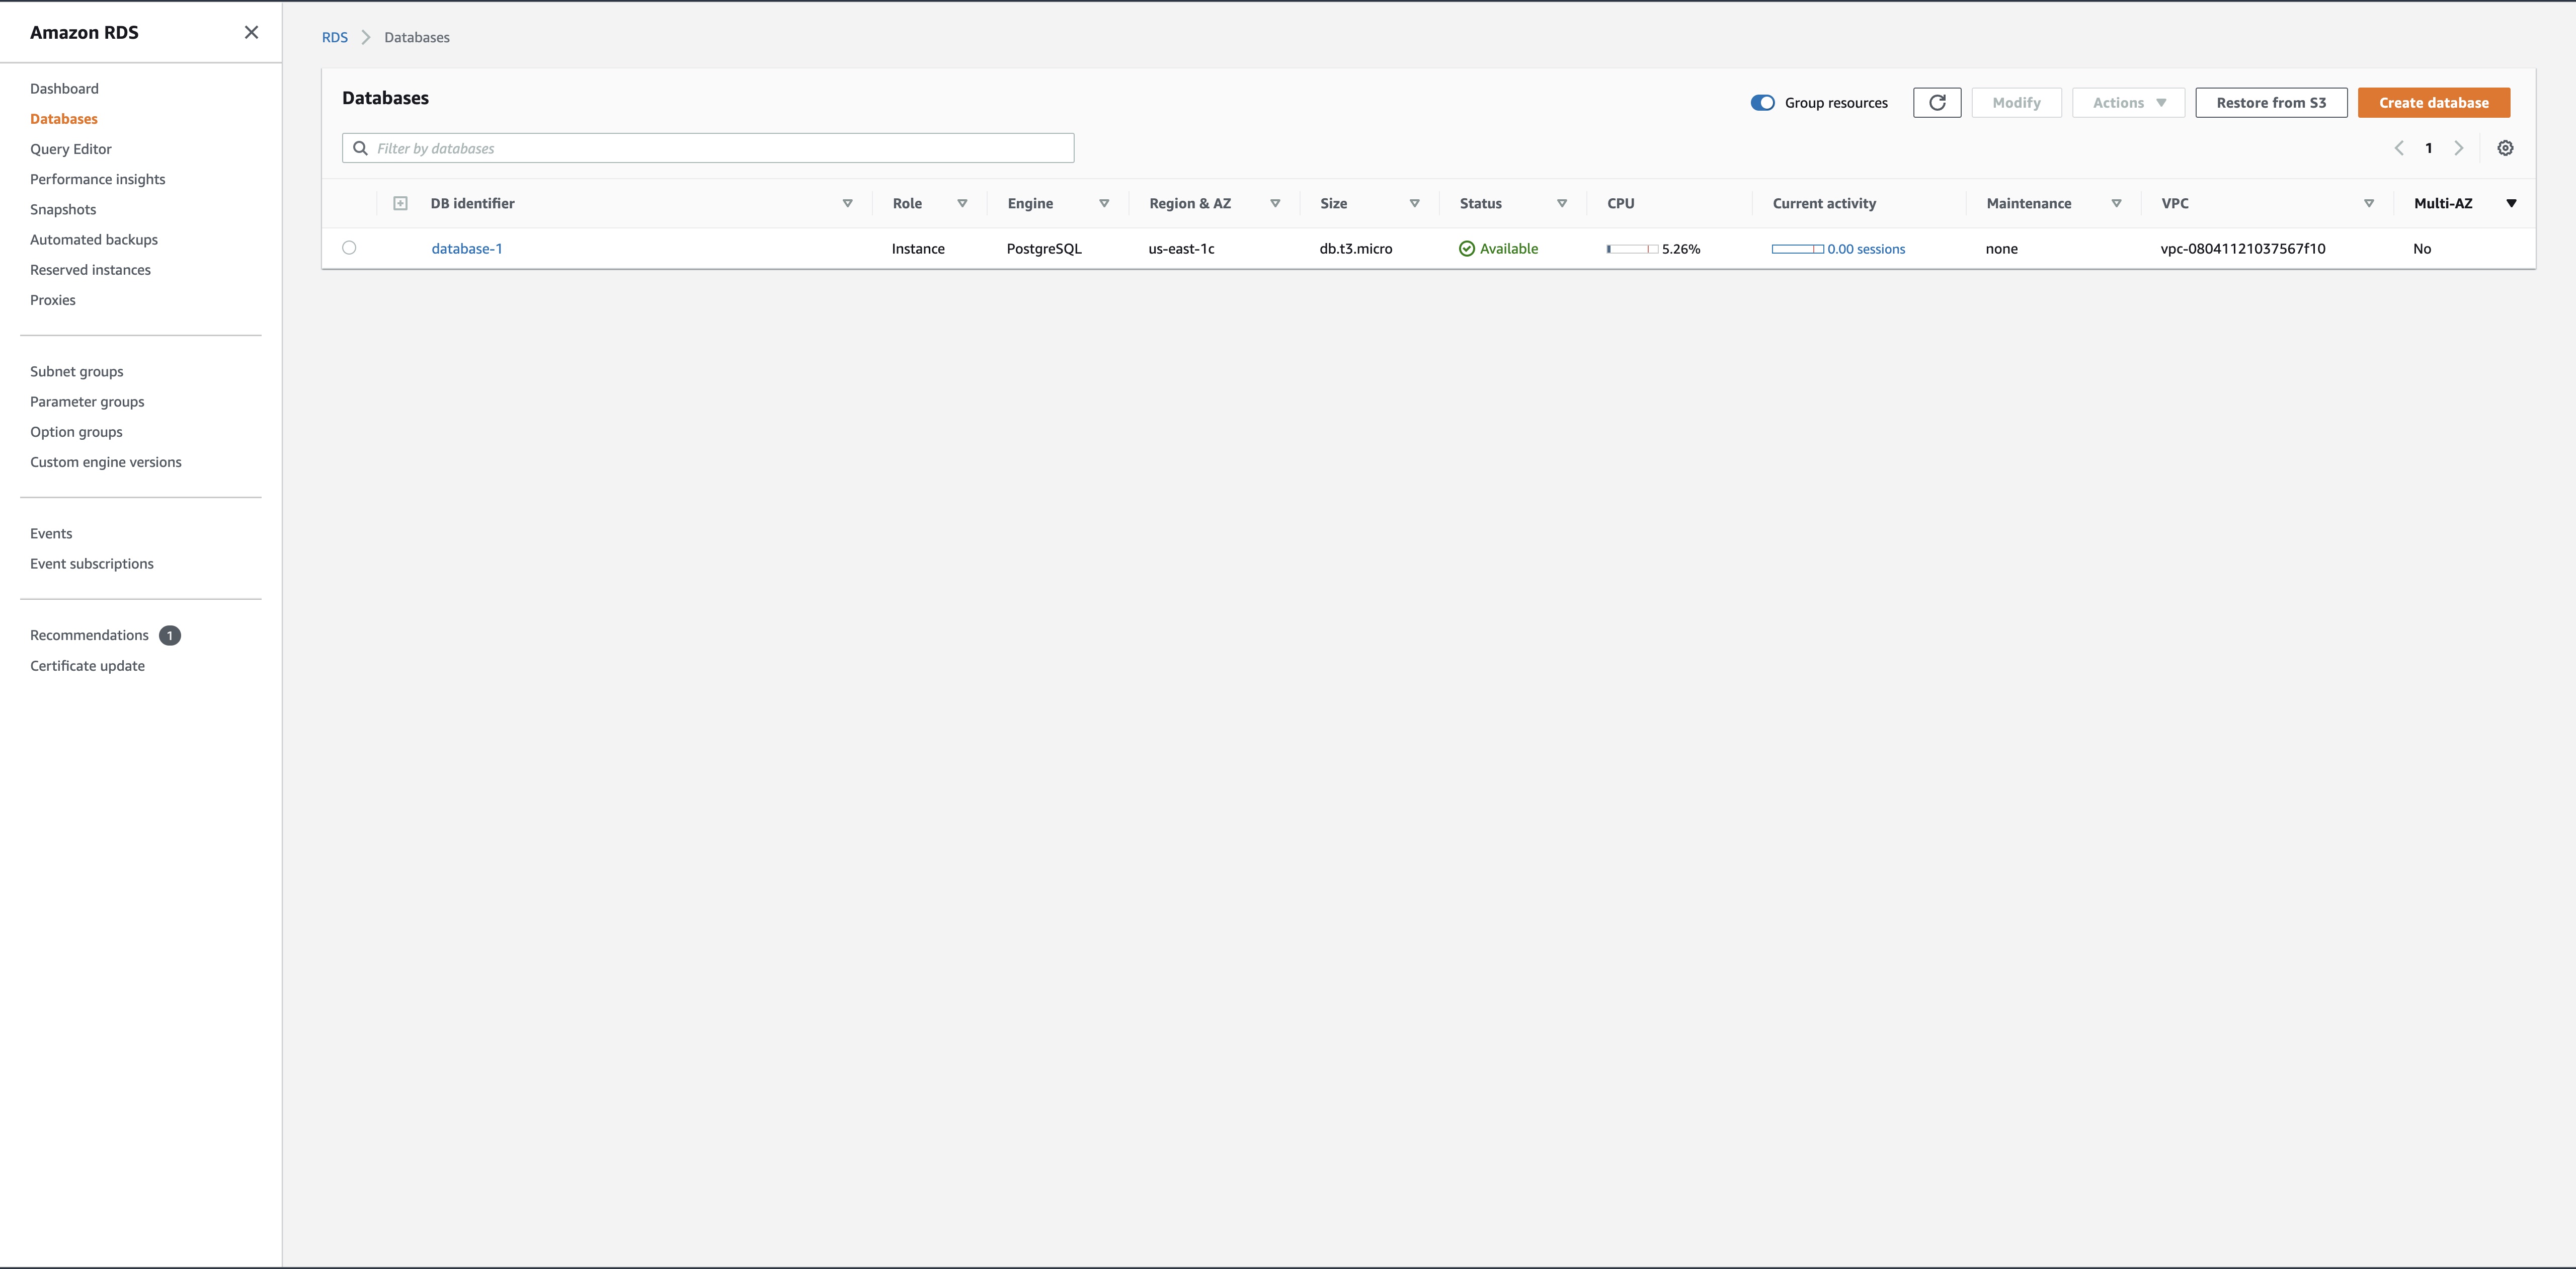 Amazon RDS
Dashboard
Databases
Query Editor
Performance insights
Snapshots
Automated backups
Reserved instances
Proxies
Subnet groups
Parameter groups
Option groups
Custom engine versions
Events
Event subscriptions
Recommendations 1
Certificate update
RDS Databases
Databases
Group resources Modify Actions Restore from S3 Create database
Filter by databases
1
DB identifier Role Engine Region & AZ Size Status CPU Current activity Maintenance VPC Multi-AZ
database-1 Instance PostgreSQL us-east-1c db.t3.micro Available 5.26% 0.00 sessions none vpc-08041121037567f10 No